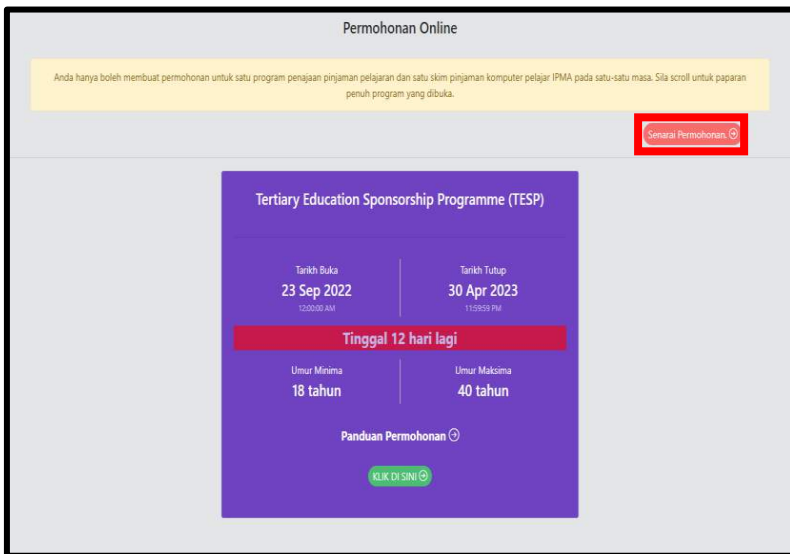 Permohonan Online
Anda hanya boleh membuat permohonan untuk satu program penajaan pinjaman pelajaran dan satu skim pinjaman komputer pelajar IPMA pada satu-satu masa. Sila scroll untuk paparan
penuh program yang dibuka.
Senarai Permohonan.
Tertiary Education Sponsorship Programme (TESP)
Tarikh Buka
23 Sep 2022
12:00:00 AM
Tarikh Tutup
30 Apr 2023
11:59:59 PM
Tinggal 12 hari lagi
Umur Minima
18 tahun
Umur Maksima
40 tahun
Panduan Permohonan
KLIK DI SINI